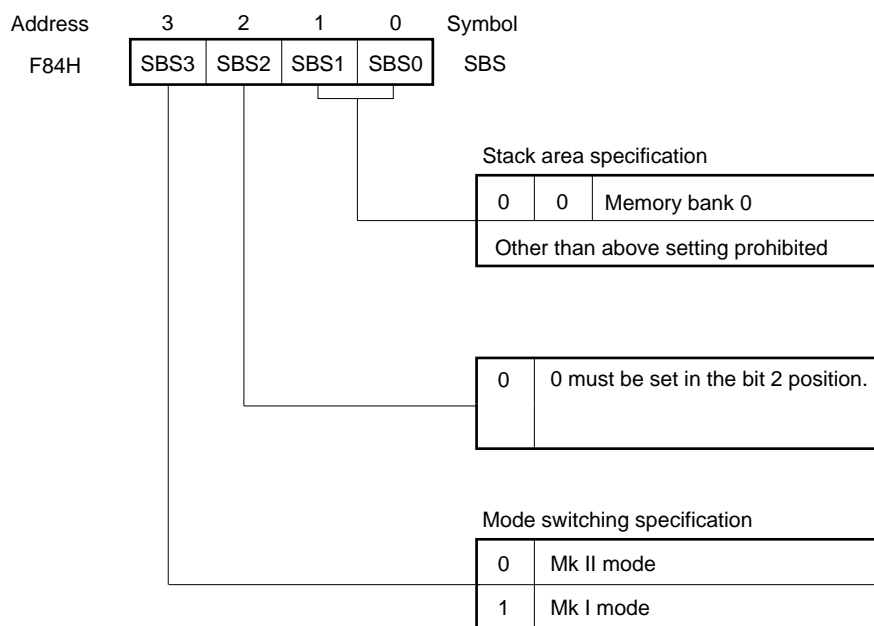 Address 3 2 1 0 Symbol
F84H SBS3 SBS2 SBS1 SBS0 SBS
Stack area specification
0 0 Memory bank 0
Other than above setting prohibited
0 0 must be set in the bit 2 position.
Mode switching specification
0 Mk II mode
1 Mk I mode